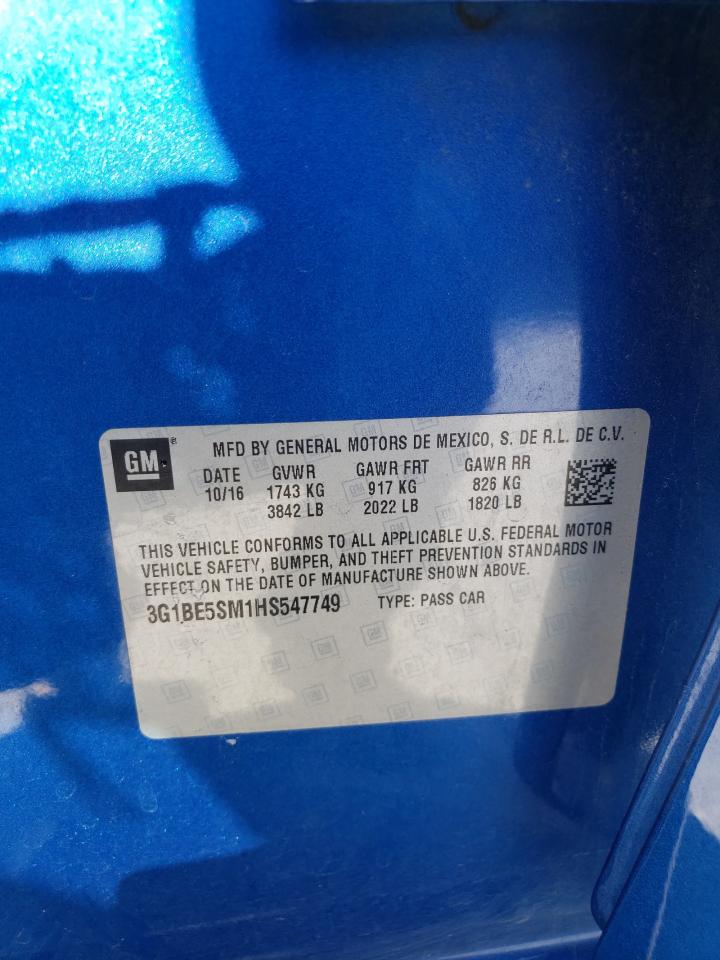 GM® MFD BY GENERAL MOTORS DE MEXICO, S. DE R.L. DE C.V.
DATE GVWR GAWR FRT GAWR RR
10/16 1743 KG 917 KG 826 KG
3842 LB 2022 LB 1820 LB
THIS VEHICLE CONFORMS TO ALL APPLICABLE U.S. FEDERAL MOTOR
VEHICLE SAFETY, BUMPER, AND THEFT PREVENTION STANDARDS IN
EFFECT ON THE DATE OF MANUFACTURE SHOWN ABOVE.
3G1BE5SM1HS547749 TYPE: PASS CAR